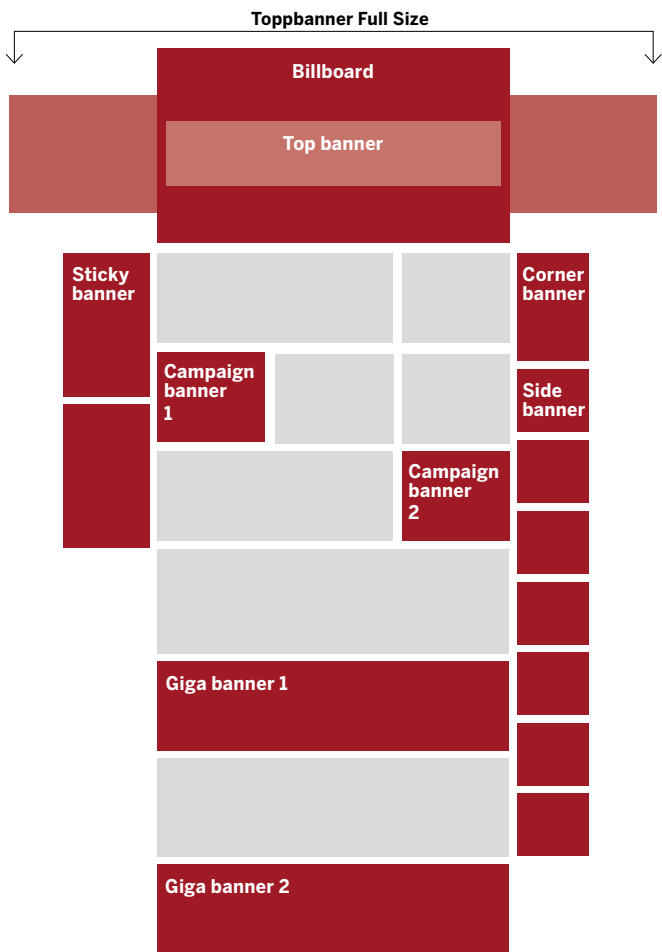 Toppbanner Full Size
Billboard
Top banner
Sticky
banner
Corner
banner
Campaign
banner
1
Side
banner
Campaign
banner
2
Giga banner 1
Giga banner 2